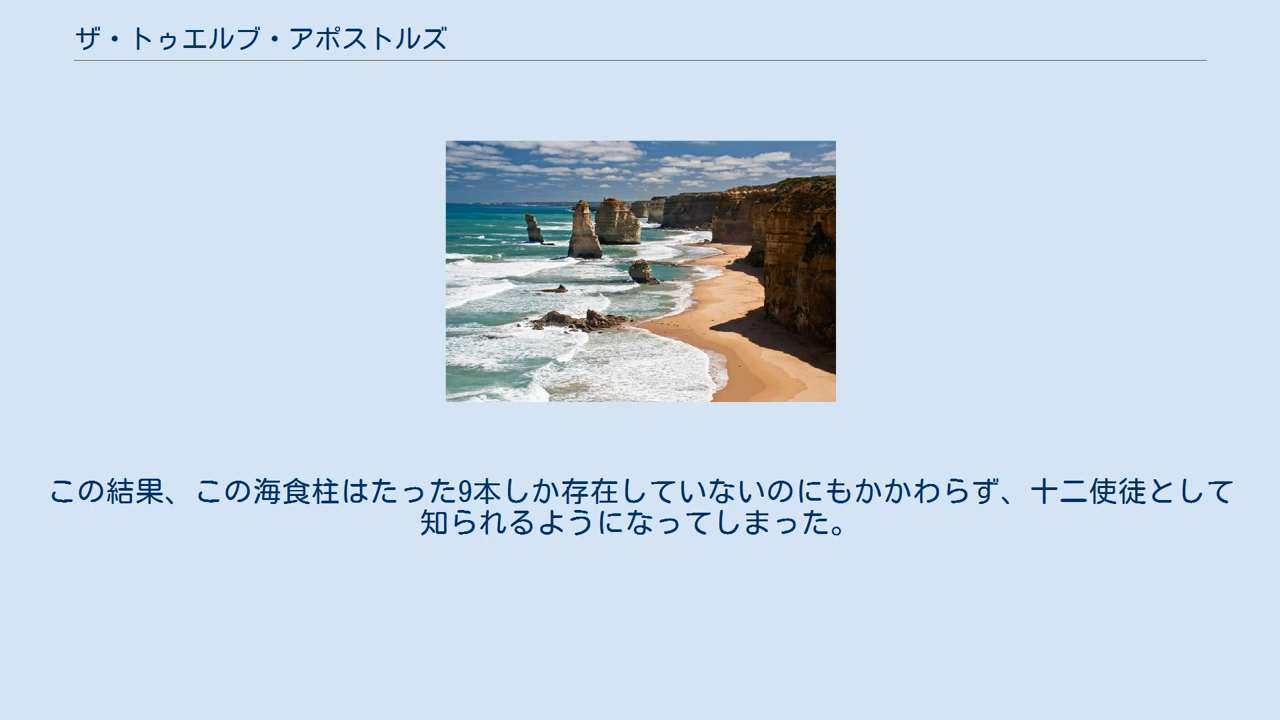 ザ・トゥエルブ・アポストルズ
この結果、この海食柱はたった9本しか存在していないのにもかかわらず、十二使徒として
知られるようになってしまった。